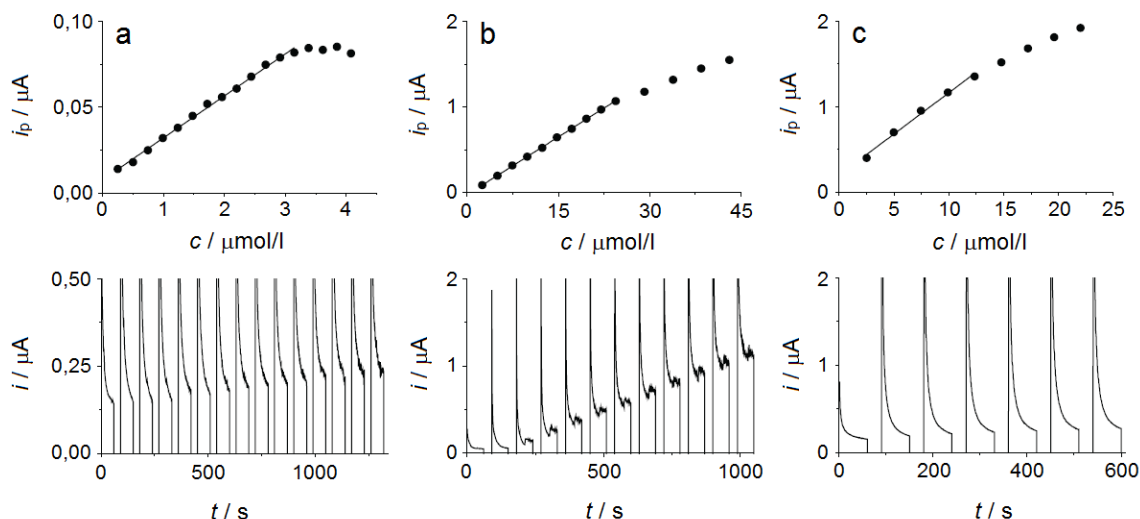 a
0,10
0,05
0,00
i_p / μA
0 1 2 3 4
c / μmol/l
b
2
1
0
i_p / μA
0 15 30 45
c / μmol/l
c
2
1
0
i_p / μA
0 5 10 15 20 25
c / μmol/l
0,50
0,25
0,00
i / μA
0 500 1000
t / s
2
1
0
i / μA
0 500 1000
t / s
2
1
0
i / μA
0 200 400 600
t / s